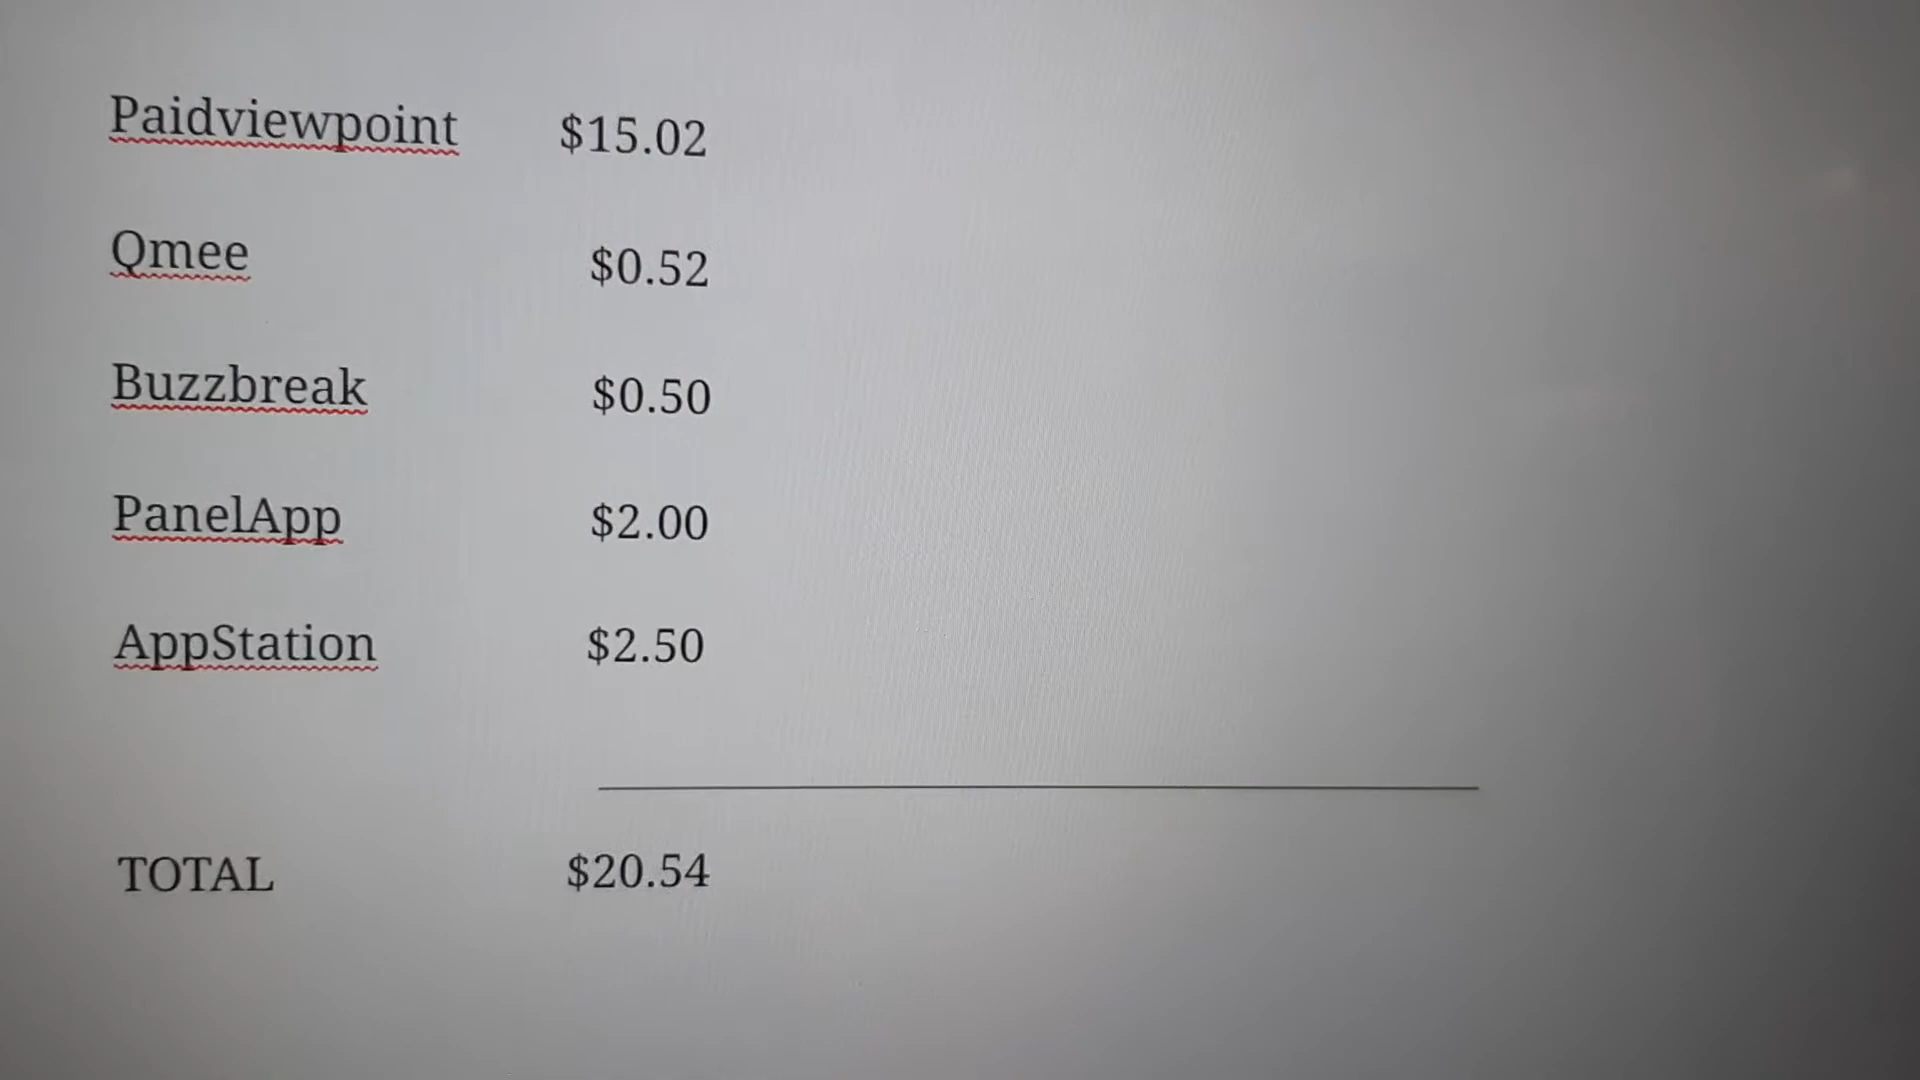 Paidviewpoint $15.02
Qmee $0.52
Buzzbreak $0.50
PanelApp $2.00
AppStation $2.50
TOTAL $20.54